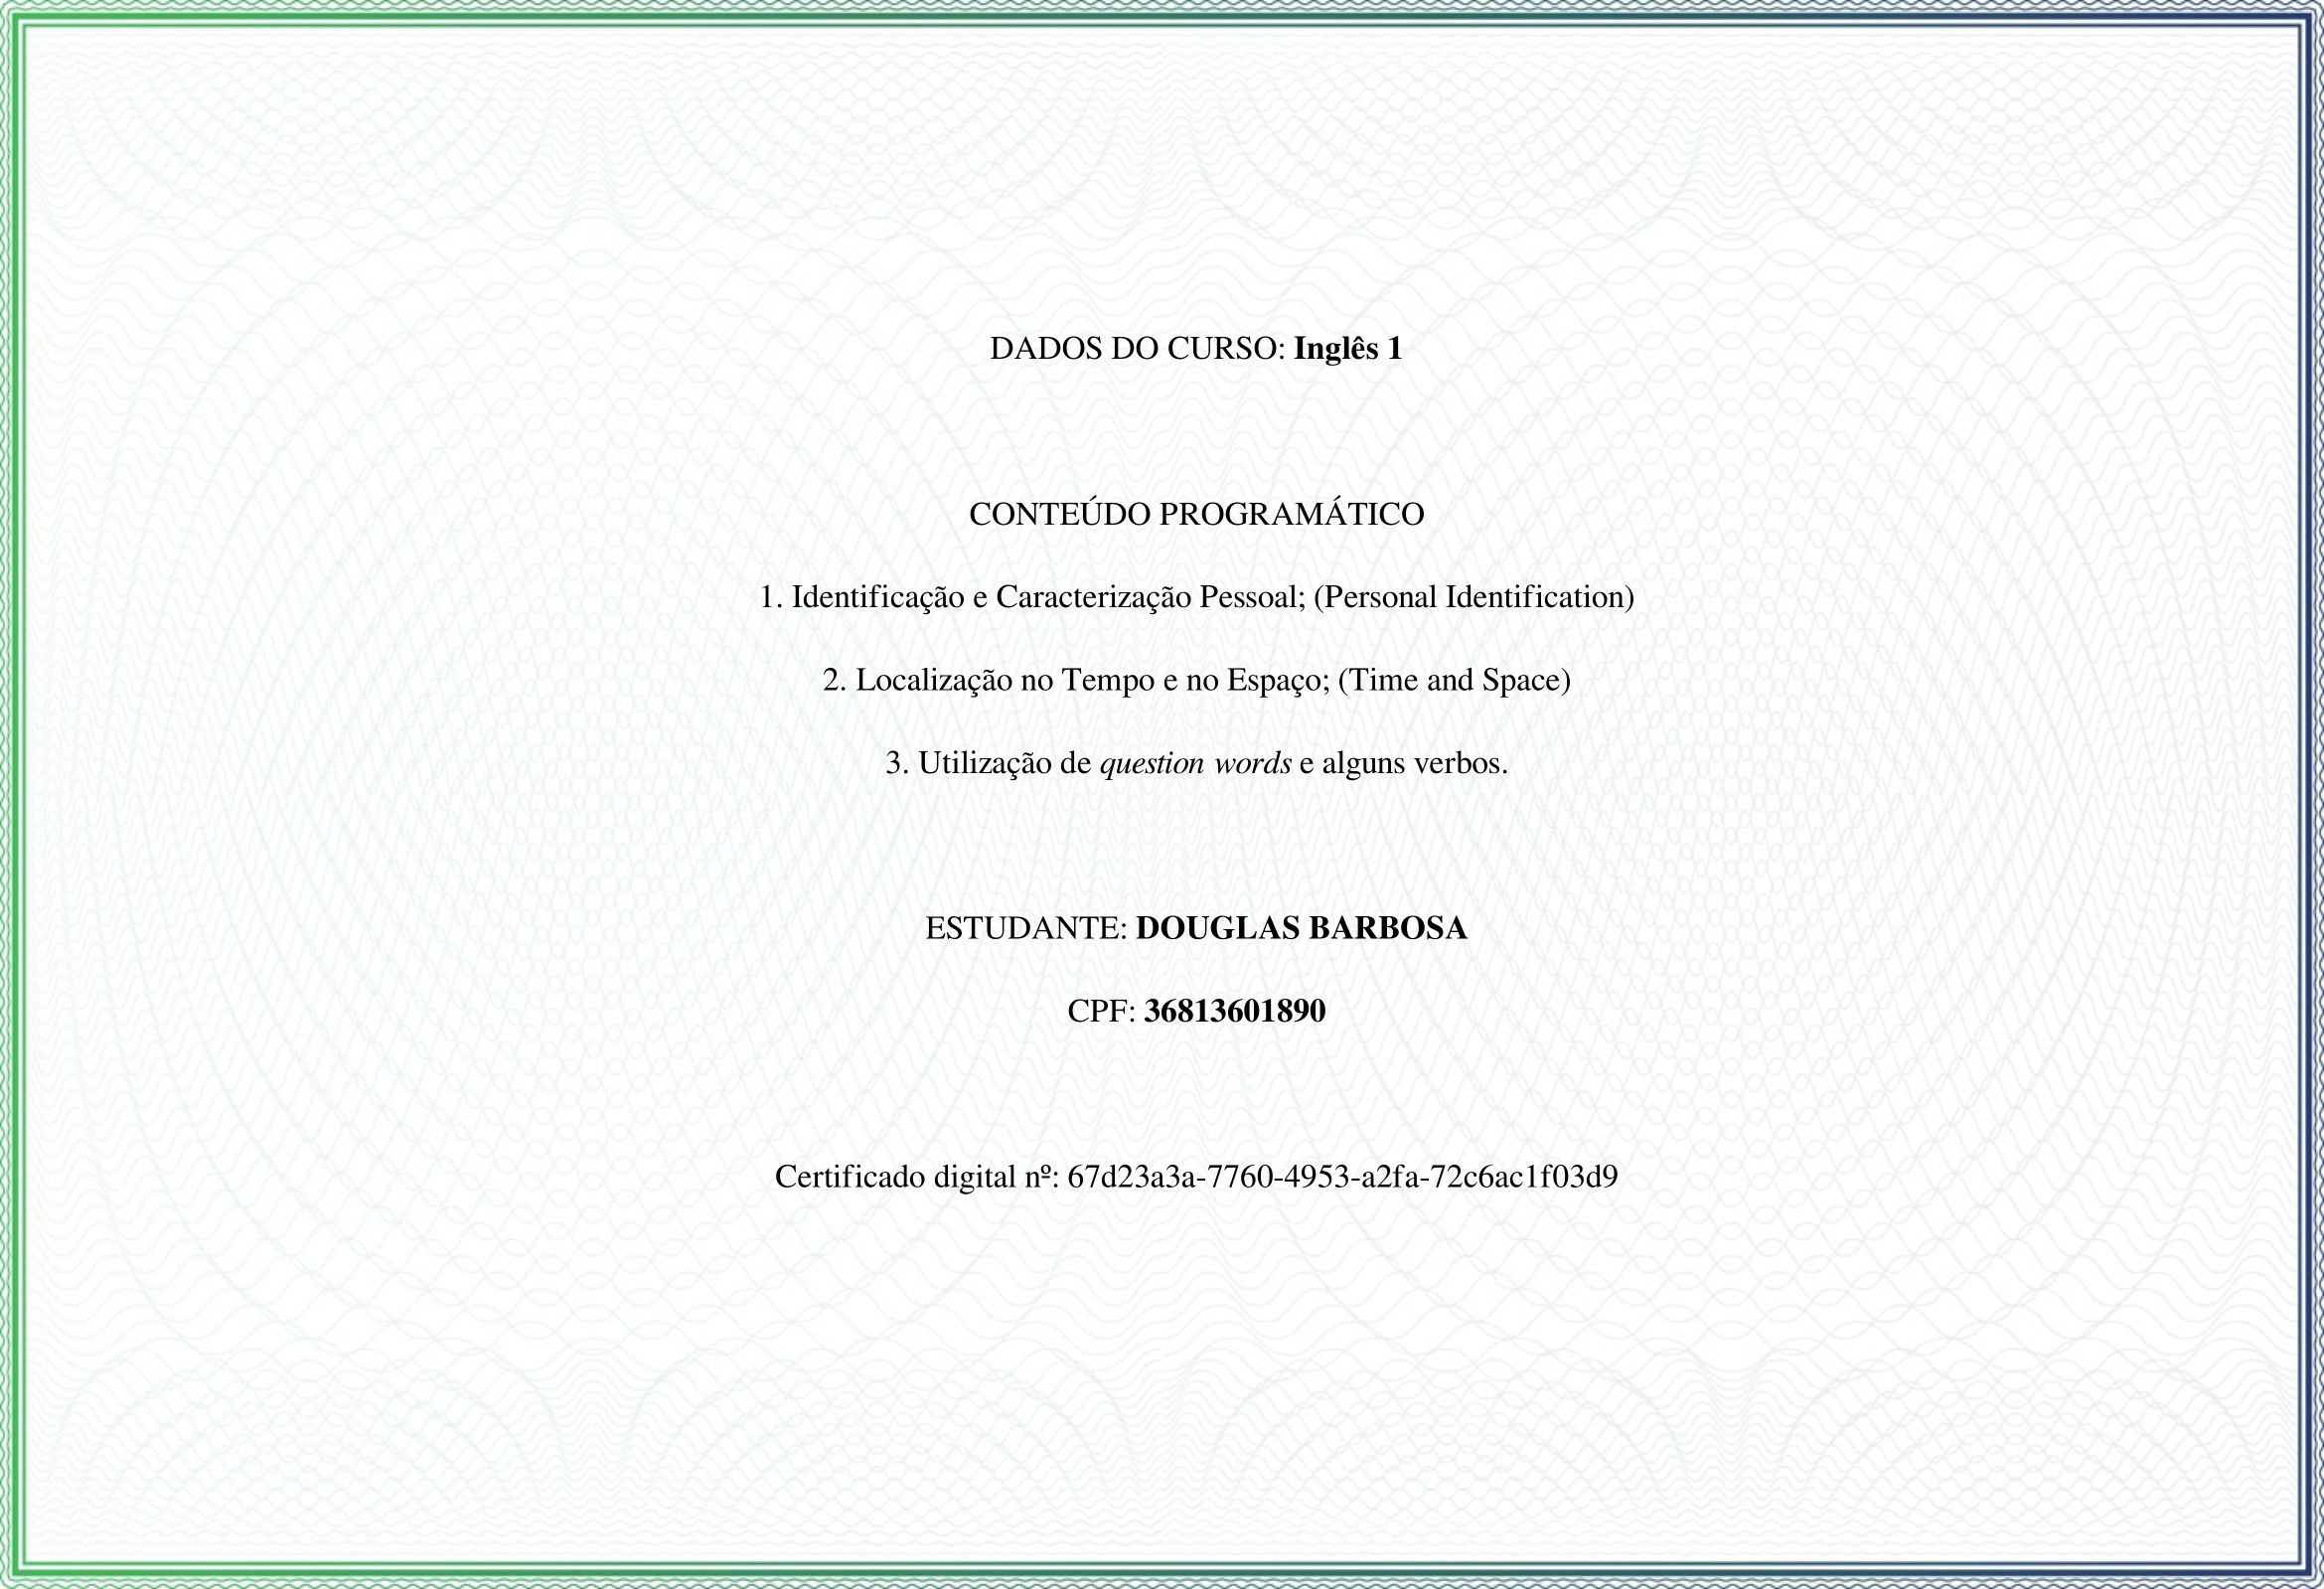 DADOS DO CURSO: Inglês 1
CONTEÚDO PROGRAMÁTICO
1. Identificação e Caracterização Pessoal; (Personal Identification)
2. Localização no Tempo e no Espaço; (Time and Space)
3. Utilização de question words e alguns verbos.
ESTUDANTE: DOUGLAS BARBOSA
CPF: 36813601890
Certificado digital nº: 67d23a3a-7760-4953-a2fa-72c6ac1f03d9